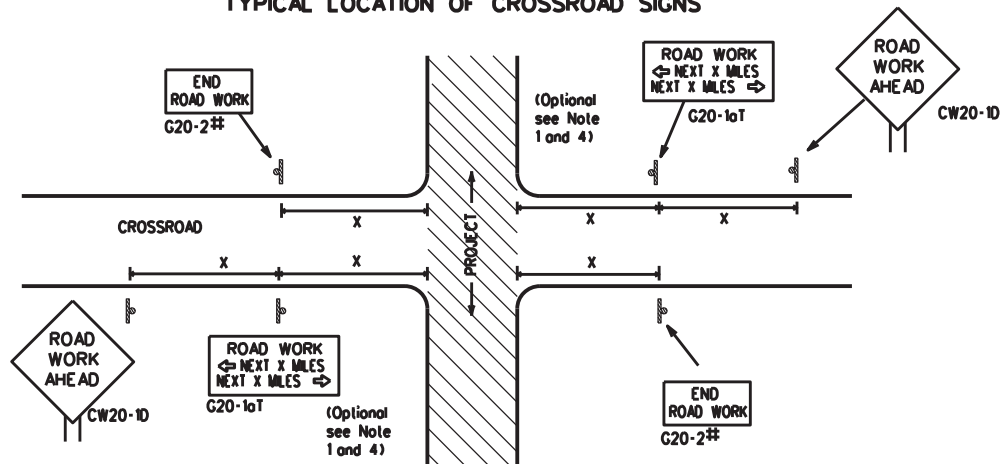 TYPICAL LOCATION OF CROSSROAD SIGNS
END
ROAD WORK
G20-2#
(Optional
see Note
1 and 4)
ROAD WORK
⇦ NEXT X MILES
NEXT X MILES ⇨
G20-1aT
ROAD
WORK
AHEAD
CW20-1D
CROSSROAD
X
X
X
PROJECT
X
X
X
ROAD
WORK
AHEAD
CW20-1D
ROAD WORK
⇦ NEXT X MILES
NEXT X MILES ⇨
G20-1aT
(Optional
see Note
1 and 4)
END
ROAD WORK
G20-2#